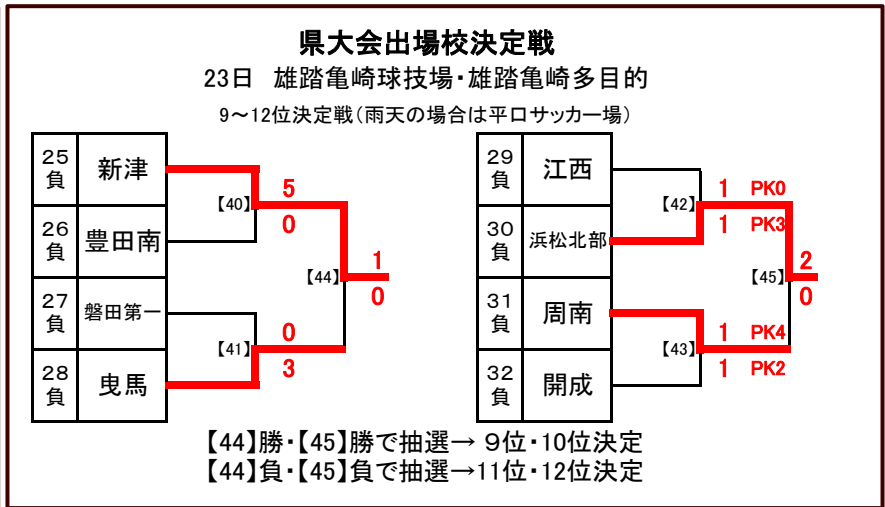 県大会出場校決定戦
23日 雄踏亀崎球技場・雄踏亀崎多目的
9〜12位決定戦(雨天の場合は平口サッカー場)
25負 新津
26負 豊田南
27負 磐田第一
28負 曳馬
【40】
5
0
【41】
0
3
【44】
1
0
29負 江西
30負 浜松北部
31負 周南
32負 開成
【42】
1 PK0
1 PK3
【43】
1 PK4
1 PK2
【45】
2
0
【44】勝・【45】勝で抽選→ 9位・10位決定
【44】負・【45】負で抽選→11位・12位決定